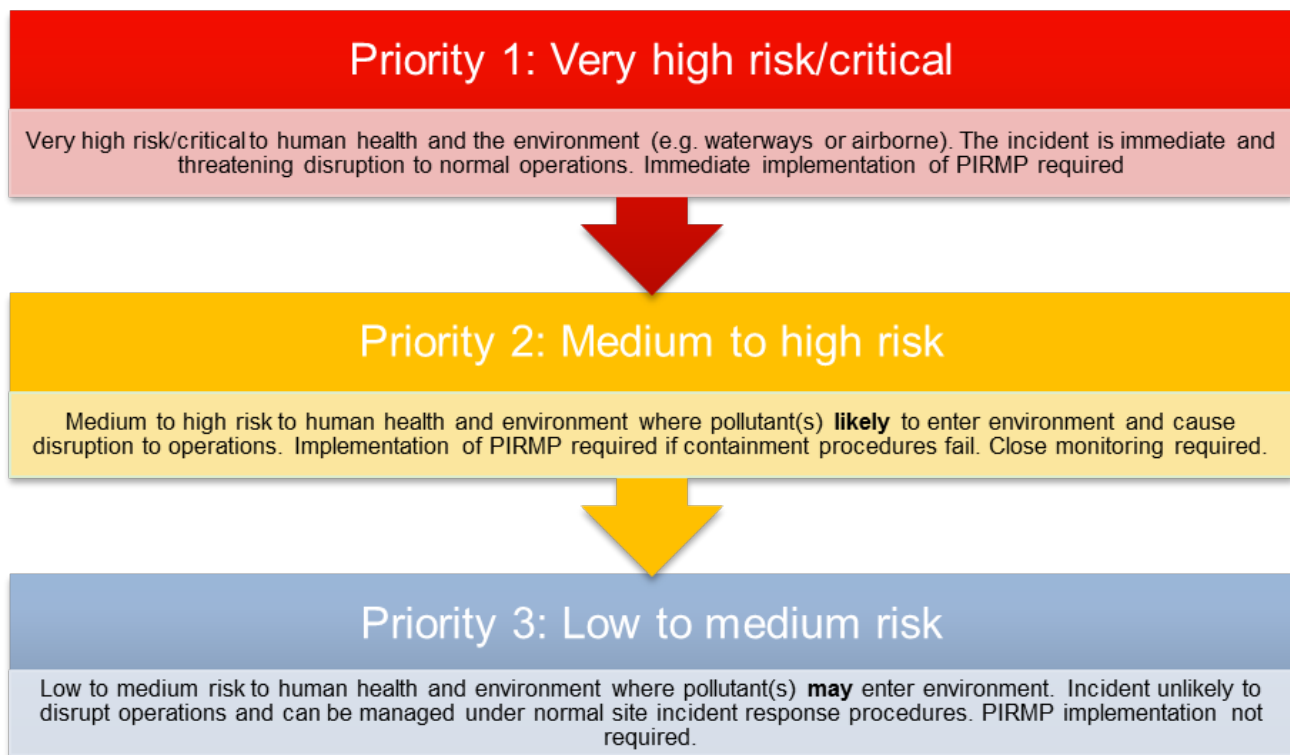 Priority 1: Very high risk/critical
Very high risk/critical to human health and the environment (e.g. waterways or airborne). The incident is immediate and
threatening disruption to normal operations. Immediate implementation of PIRMP required
Priority 2: Medium to high risk
Medium to high risk to human health and environment where pollutant(s) likely to enter environment and cause
disruption to operations. Implementation of PIRMP required if containment procedures fail. Close monitoring required.
Priority 3: Low to medium risk
Low to medium risk to human health and environment where pollutant(s) may enter environment. Incident unlikely to
disrupt operations and can be managed under normal site incident response procedures. PIRMP implementation not
required.